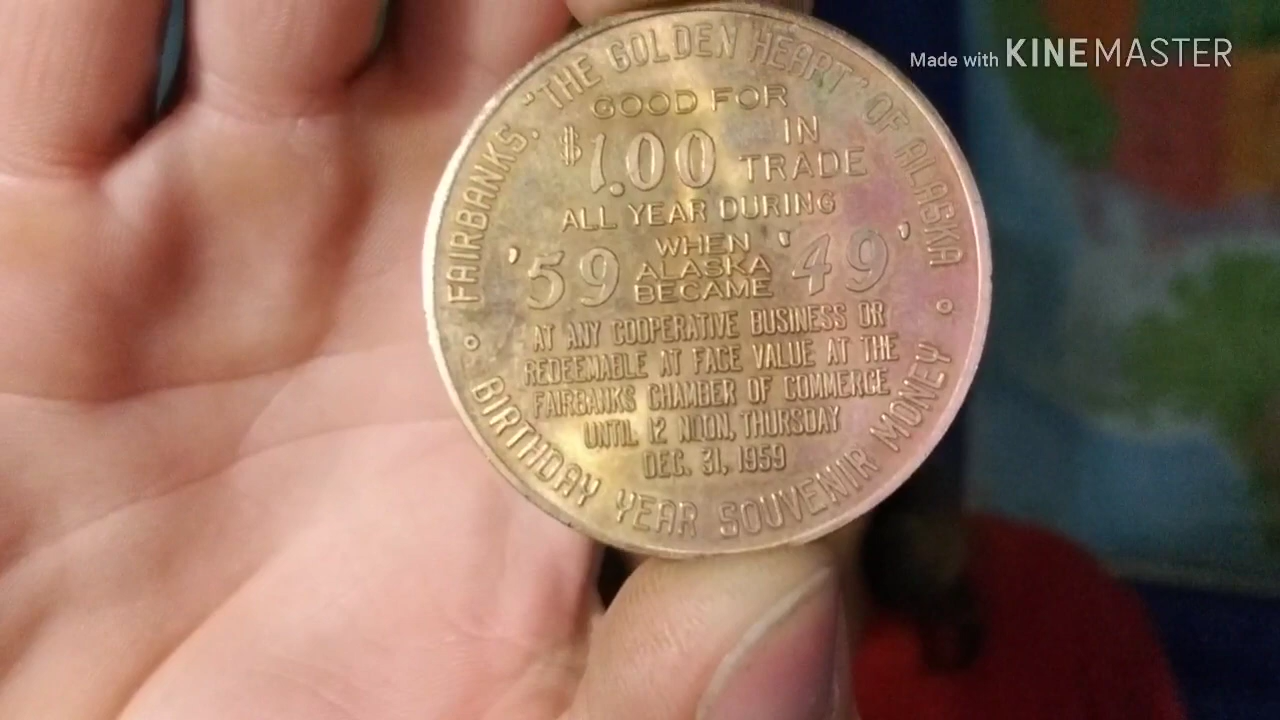 Made with KINEMASTER
FAIRBANKS. "THE GOLDEN HEART" OF ALASKA
GOOD FOR
$1.00 IN TRADE
ALL YEAR DURING
'59 WHEN ALASKA BECAME '49'
AT ANY COOPERATIVE BUSINESS OR
REDEEMABLE AT FACE VALUE AT THE
FAIRBANKS CHAMBER OF COMMERCE
UNTIL 12 NOON, THURSDAY
DEC. 31, 1959
BIRTHDAY YEAR SOUVENIR MONEY